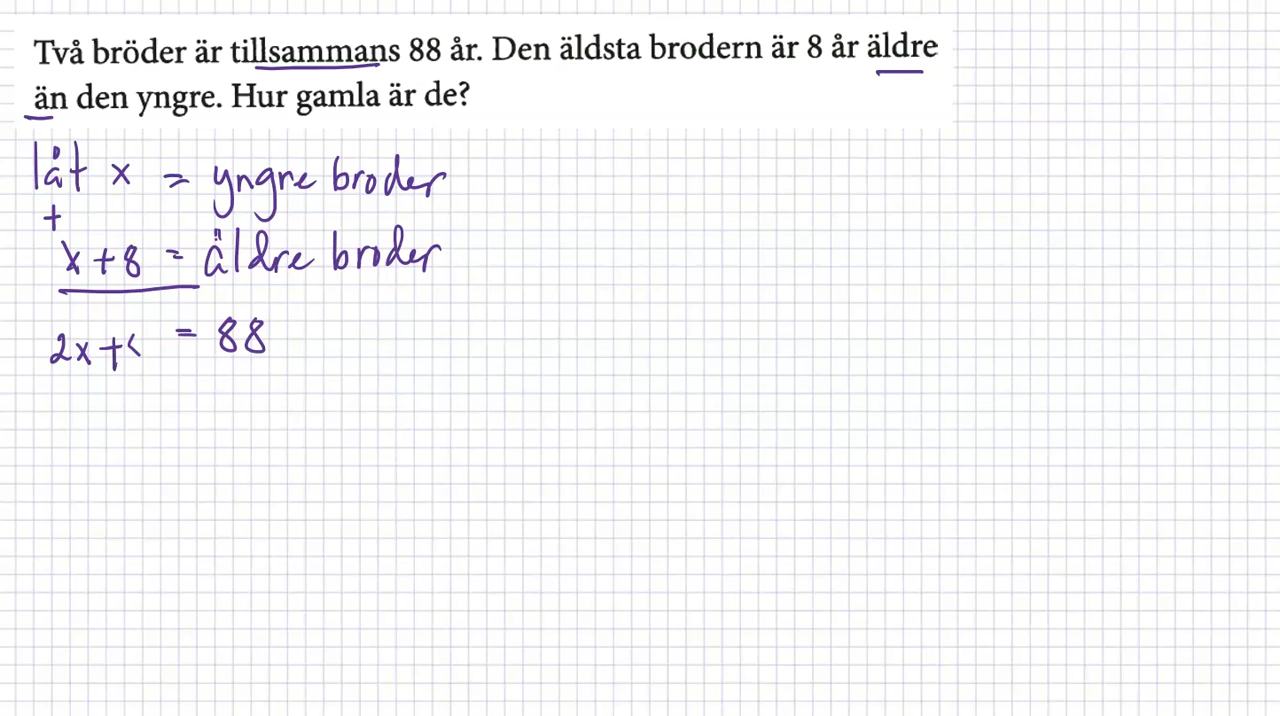 Två bröder är tillsammans 88 år. Den äldsta brodern är 8 år äldre
än den yngre. Hur gamla är de?
låt x = yngre broder
+
x + 8 = äldre broder
2x + = 88